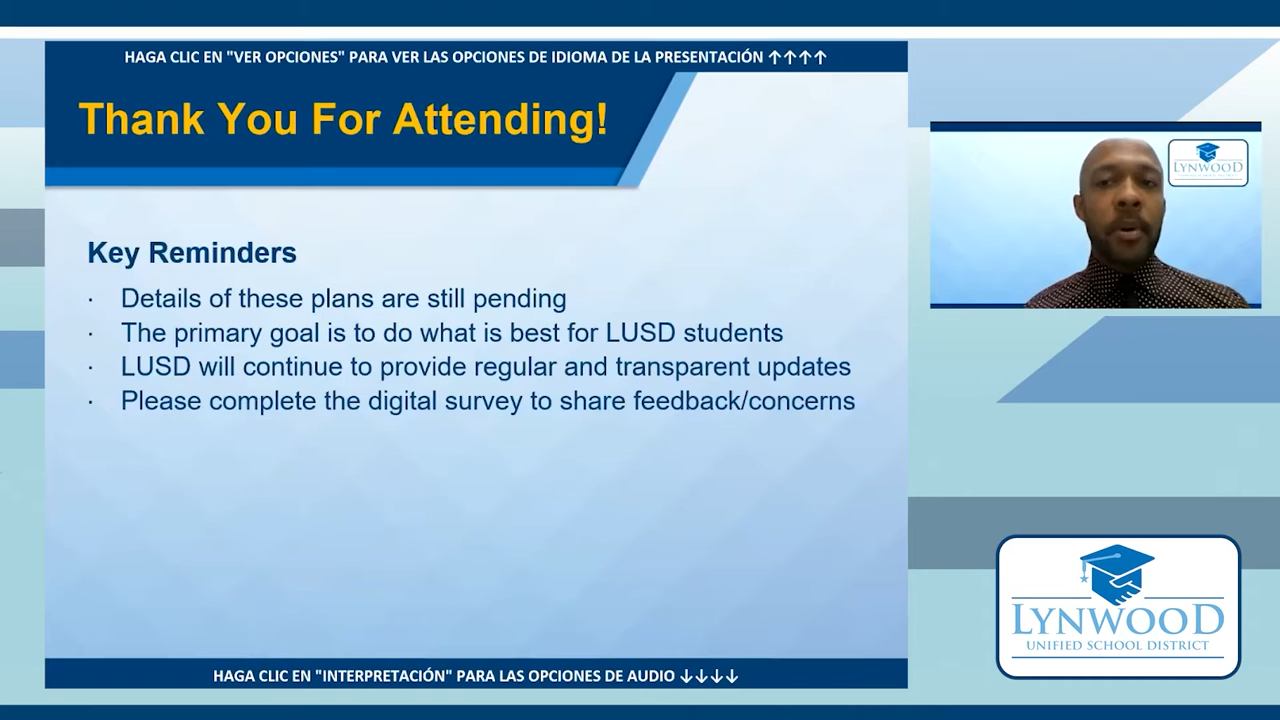 HAGA CLIC EN "VER OPCIONES" PARA VER LAS OPCIONES DE IDIOMA DE LA PRESENTACIÓN ↑↑↑↑
Thank You For Attending!
Key Reminders
· Details of these plans are still pending
· The primary goal is to do what is best for LUSD students
· LUSD will continue to provide regular and transparent updates
· Please complete the digital survey to share feedback/concerns
HAGA CLIC EN "INTERPRETACIÓN" PARA LAS OPCIONES DE AUDIO ↓↓↓↓
LYNWOOD
LYNWOOD
UNIFIED SCHOOL DISTRICT